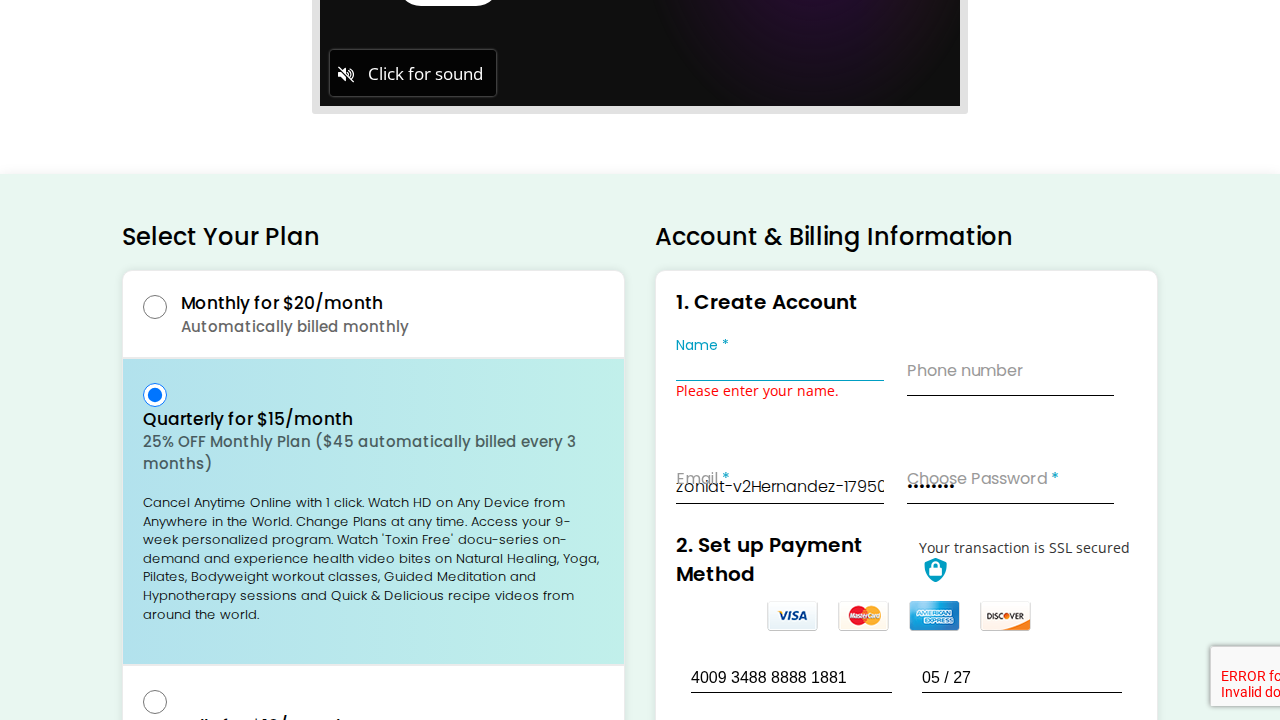 Click for sound
Select Your Plan
Account & Billing Information
Monthly for $20/month
Automatically billed monthly
Quarterly for $15/month
25% OFF Monthly Plan ($45 automatically billed every 3
months)
Cancel Anytime Online with 1 click. Watch HD on Any Device from
Anywhere in the World. Change Plans at any time. Access your 9-
week personalized program. Watch 'Toxin Free' docu-series on-
demand and experience health video bites on Natural Healing, Yoga,
Pilates, Bodyweight workout classes, Guided Meditation and
Hypnotherapy sessions and Quick & Delicious recipe videos from
around the world.
1. Create Account
Name *
Phone number
Please enter your name.
Email *
zoniat-v2Hernandez-1795
Choose Password *
••••••••
2. Set up Payment
Method
Your transaction is SSL secured
VISA
MasterCard
AMERICAN
EXPRESS
DISCOVER
4009 3488 8888 1881
05 / 27
ERROR fo
Invalid do